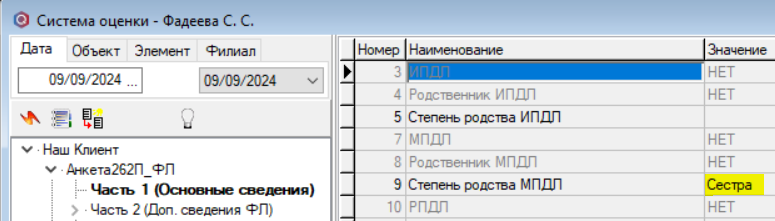 Система оценки - Фадеева С. С.
Дата Объект Элемент Филиал
09/09/2024 ... 09/09/2024
Наш Клиент
Анкета262П_ФЛ
Часть 1 (Основные сведения)
Часть 2 (Доп. сведения ФЛ)
Номер Наименование Значение
3 ИПДЛ НЕТ
4 Родственник ИПДЛ НЕТ
5 Степень родства ИПДЛ
7 МПДЛ НЕТ
8 Родственник МПДЛ НЕТ
9 Степень родства МПДЛ Сестра
10 РПДЛ НЕТ